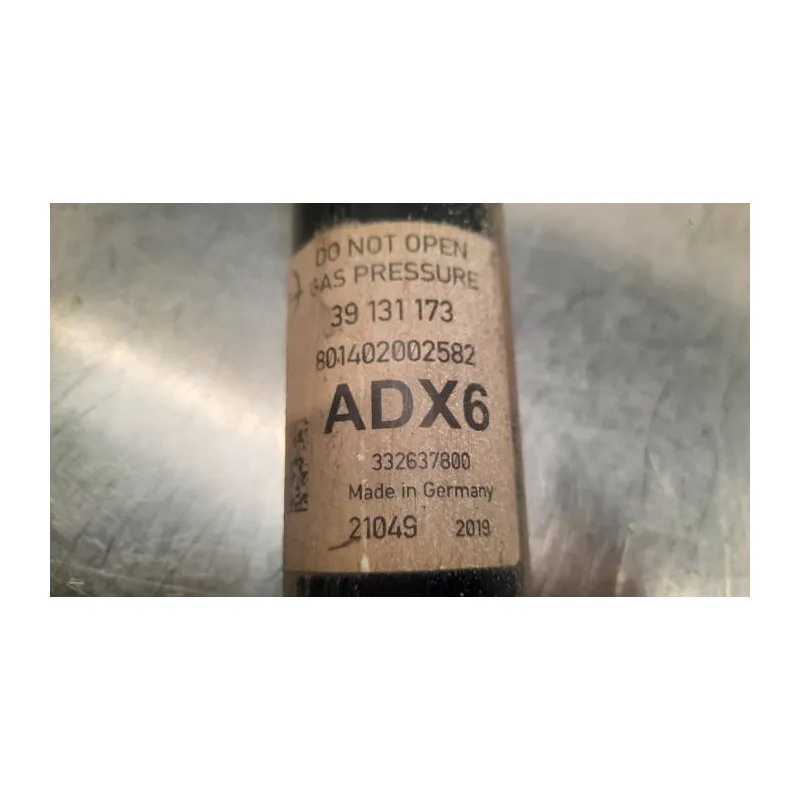 DO NOT OPEN
GAS PRESSURE
39 131 173
801402002582
ADX6
332637800
Made in Germany
21049 2019